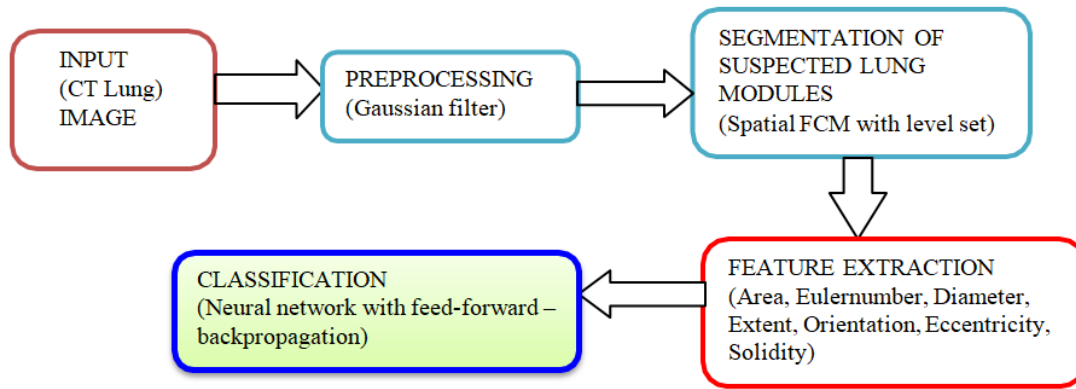 INPUT
(CT Lung)
IMAGE
PREPROCESSING
(Gaussian filter)
SEGMENTATION OF
SUSPECTED LUNG
MODULES
(Spatial FCM with level set)
FEATURE EXTRACTION
(Area, Eulernumber, Diameter,
Extent, Orientation, Eccentricity,
Solidity)
CLASSIFICATION
(Neural network with feed-forward –
backpropagation)